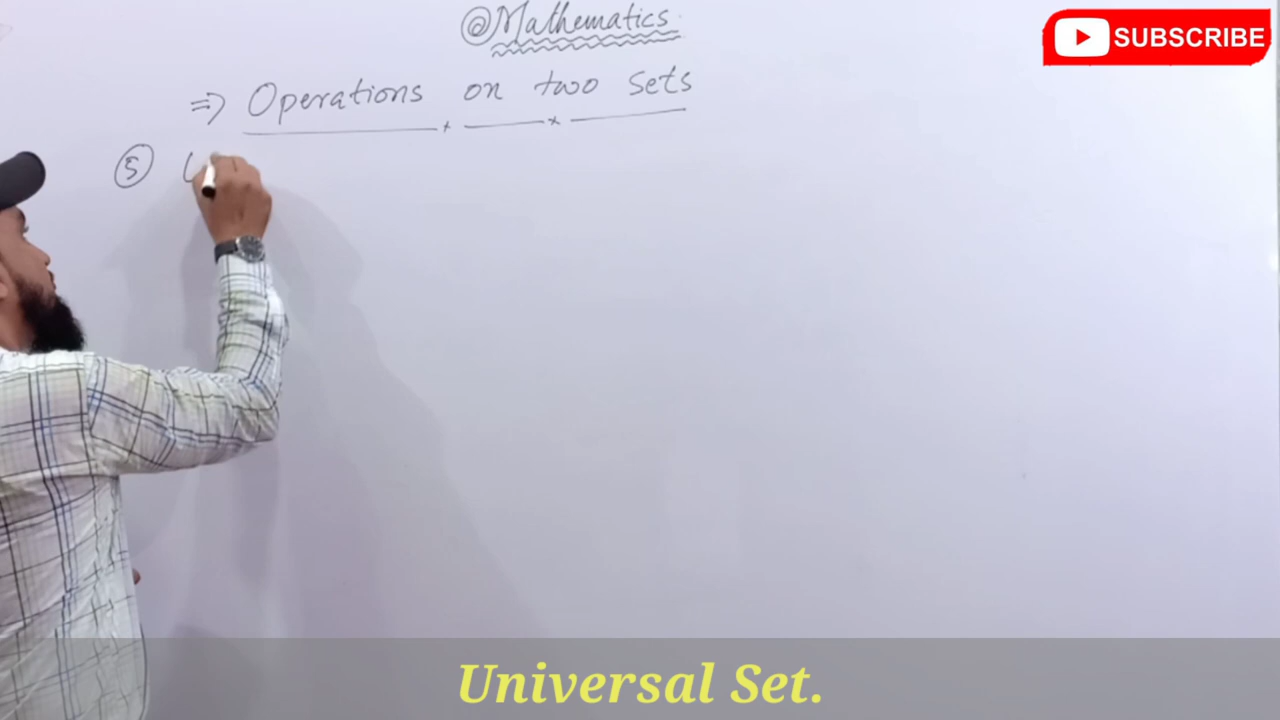 @Mathematics
SUBSCRIBE
⇒ Operations on two sets
⑤
Universal Set.